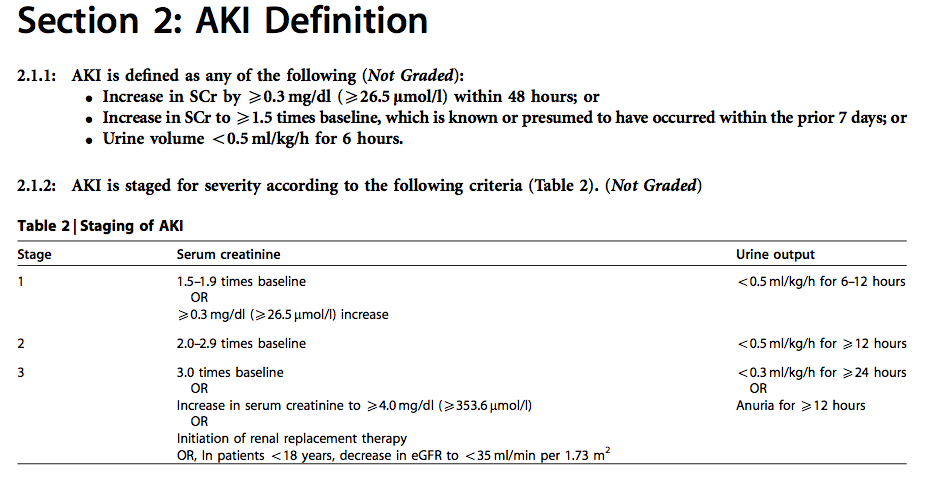 Section 2: AKI Definition
2.1.1: AKI is defined as any of the following (Not Graded):
● Increase in SCr by ⩾0.3 mg/dl (⩾26.5 μmol/l) within 48 hours; or
● Increase in SCr to ⩾1.5 times baseline, which is known or presumed to have occurred within the prior 7 days; or
● Urine volume <0.5 ml/kg/h for 6 hours.
2.1.2: AKI is staged for severity according to the following criteria (Table 2). (Not Graded)
Table 2 | Staging of AKI
Stage Serum creatinine Urine output
1 1.5–1.9 times baseline <0.5 ml/kg/h for 6–12 hours
OR
⩾0.3 mg/dl (⩾26.5 μmol/l) increase
2 2.0–2.9 times baseline <0.5 ml/kg/h for ⩾12 hours
3 3.0 times baseline <0.3 ml/kg/h for ⩾24 hours
OR OR
Increase in serum creatinine to ⩾4.0 mg/dl (⩾353.6 μmol/l) Anuria for ⩾12 hours
OR
Initiation of renal replacement therapy
OR, In patients <18 years, decrease in eGFR to <35 ml/min per 1.73 m²